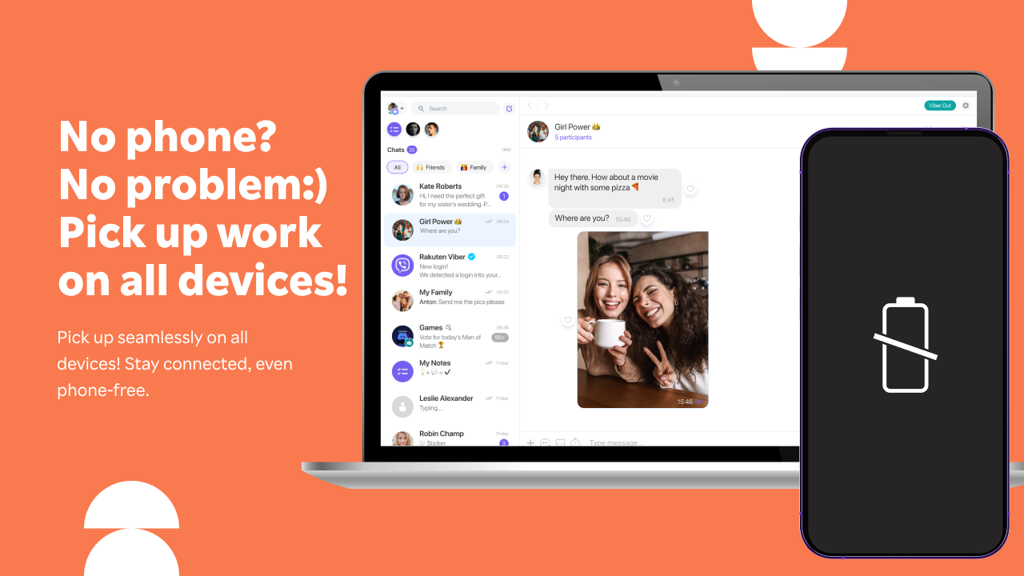 No phone?
No problem:)
Pick up work
on all devices!
Pick up seamlessly on all
devices! Stay connected, even
phone-free.
Search
Chats
All
Friends
Family
Kate Roberts
Hi, I need the perfect gift
for my sister's wedding. P...
1
Girl Power
Where are you?
Rakuten Viber
New login!
We detected a login into your...
My Family
Anton: Send me the pics please
Games
Vote for today's Man of
Match
99+
My Notes
Friday
Leslie Alexander
Friday
Typing...
Robin Champ
Friday
Sticker
Viber Out
Girl Power
5 participants
Hey there. How about a movie
night with some pizza
8:45
Where are you?
15:46
15:46
Type message